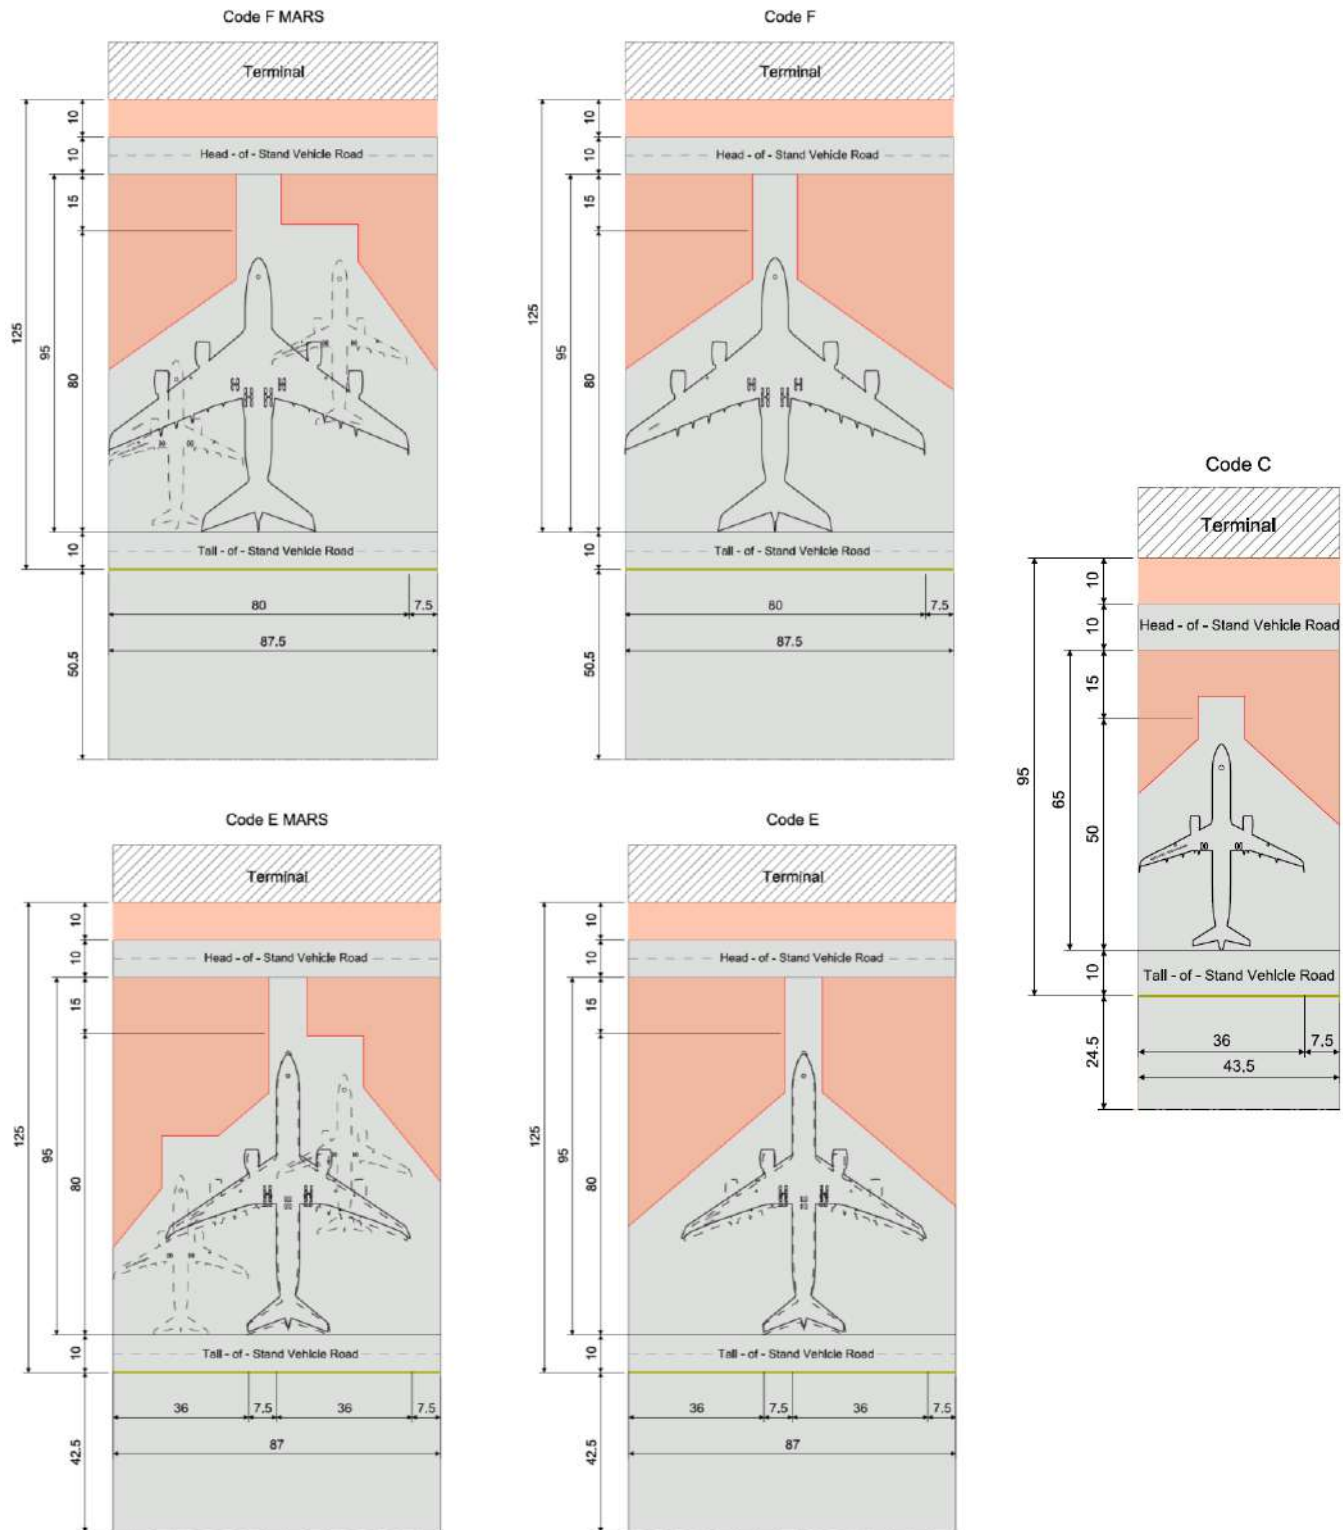 Code F MARS
Terminal
10
10
Head - of - Stand Vehicle Road
15
125
95
80
10
Tail - of - Stand Vehicle Road
80
7.5
87.5
50.5
Code F
Terminal
10
10
Head - of - Stand Vehicle Road
15
125
95
80
10
Tail - of - Stand Vehicle Road
80
7.5
87.5
50.5
Code C
Terminal
10
10
Head - of - Stand Vehicle Road
15
95
65
50
10
Tail - of - Stand Vehicle Road
36
7.5
43.5
24.5
Code E MARS
Terminal
10
10
Head - of - Stand Vehicle Road
15
125
95
80
10
Tail - of - Stand Vehicle Road
36
7.5
36
7.5
87
42.5
Code E
Terminal
10
10
Head - of - Stand Vehicle Road
15
125
95
80
10
Tail - of - Stand Vehicle Road
36
7.5
36
7.5
87
42.5